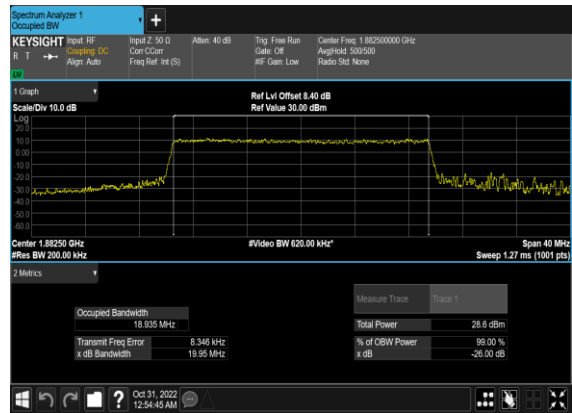 Spectrum Analyzer 1
Occupied BW
+
KEYSIGHT
R T
LW
Input: RF
Coupling: DC
Align: Auto
Input Z: 50 Ω
Corr CCorr
Freq Ref: Int (S)
Atten: 40 dB
Trig: Free Run
Gate: Off
#IF Gain: Low
Center Freq: 1.882500000 GHz
Avg|Hold: 500/500
Radio Std: None
1 Graph
Scale/Div 10.0 dB
Ref Lvl Offset 8.40 dB
Ref Value 30.00 dBm
Log
20.0
10.0
0.00
-10.0
-20.0
-30.0
-40.0
-50.0
-60.0
Center 1.88250 GHz
#Video BW 620.00 kHz*
Span 40 MHz
#Res BW 200.00 kHz
Sweep 1.27 ms (1001 pts)
2 Metrics
Measure Trace
Trace 1
Occupied Bandwidth
18.935 MHz
Total Power
28.6 dBm
Transmit Freq Error
8.346 kHz
% of OBW Power
99.00 %
x dB Bandwidth
19.95 MHz
x dB
-26.00 dB
?
Oct 31, 2022
12:54:45 AM